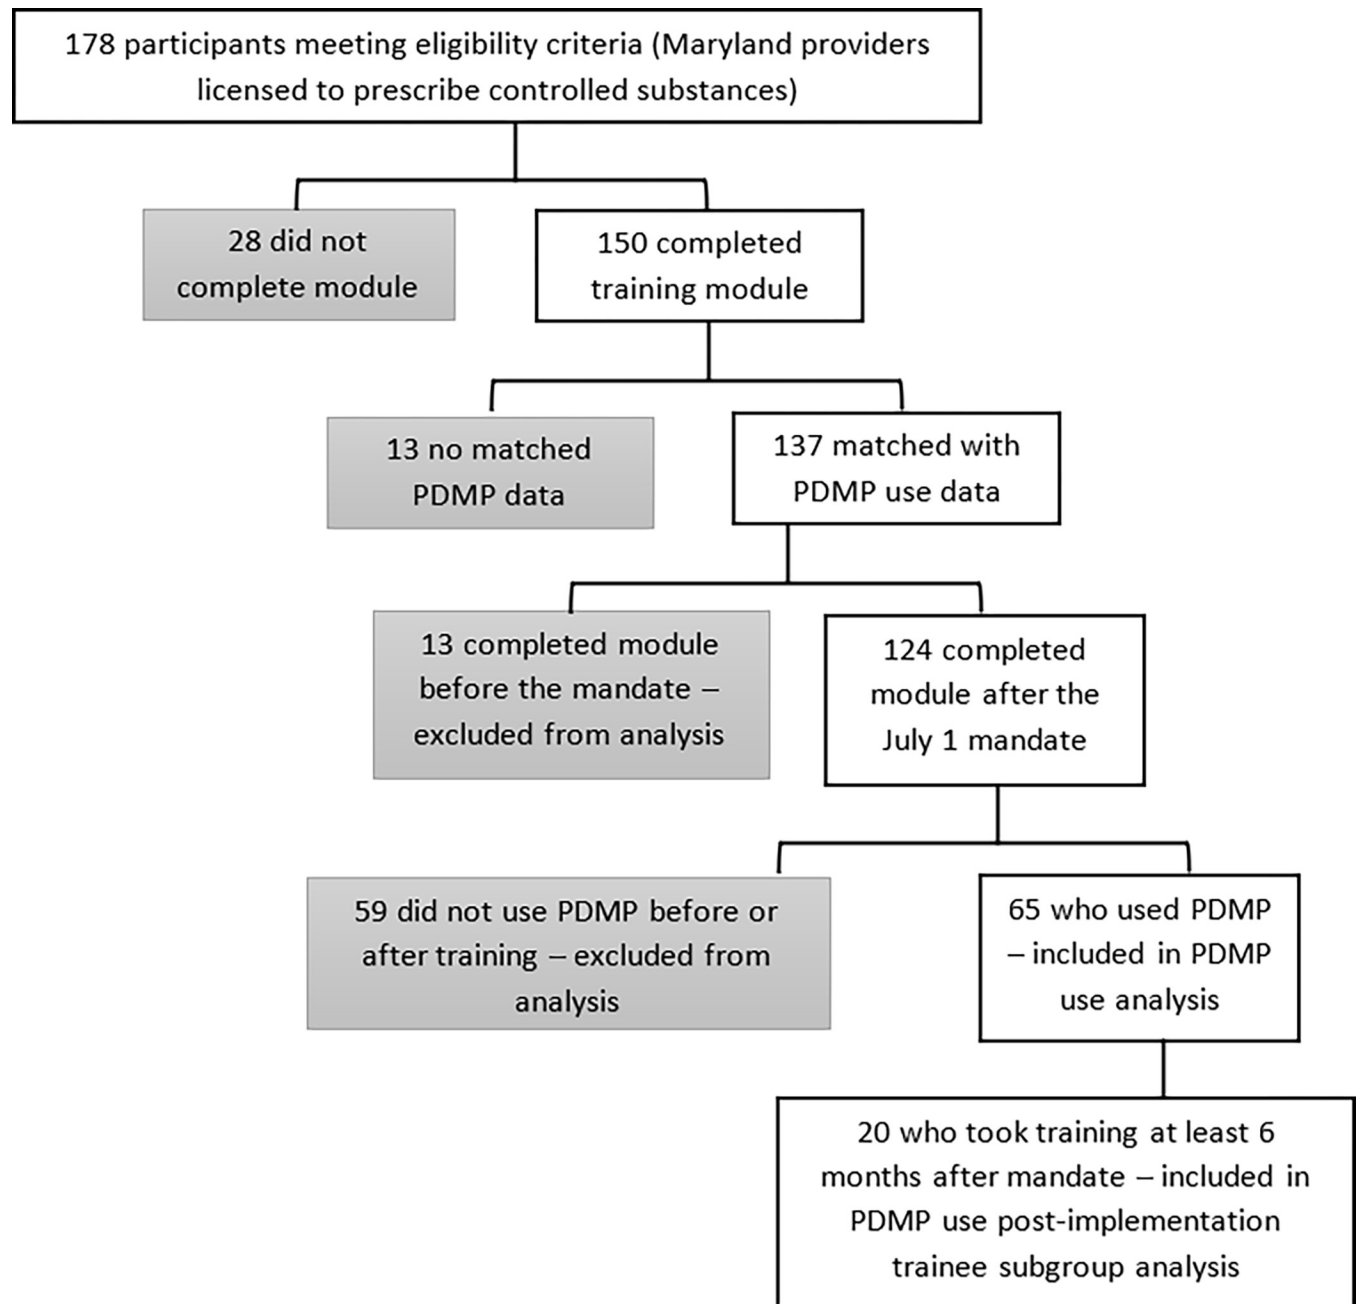 178 participants meeting eligibility criteria (Maryland providers
licensed to prescribe controlled substances)
28 did not
complete module
150 completed
training module
13 no matched
PDMP data
137 matched with
PDMP use data
13 completed module
before the mandate –
excluded from analysis
124 completed
module after the
July 1 mandate
59 did not use PDMP before or
after training – excluded from
analysis
65 who used PDMP
– included in PDMP
use analysis
20 who took training at least 6
months after mandate – included in
PDMP use post-implementation
trainee subgroup analysis